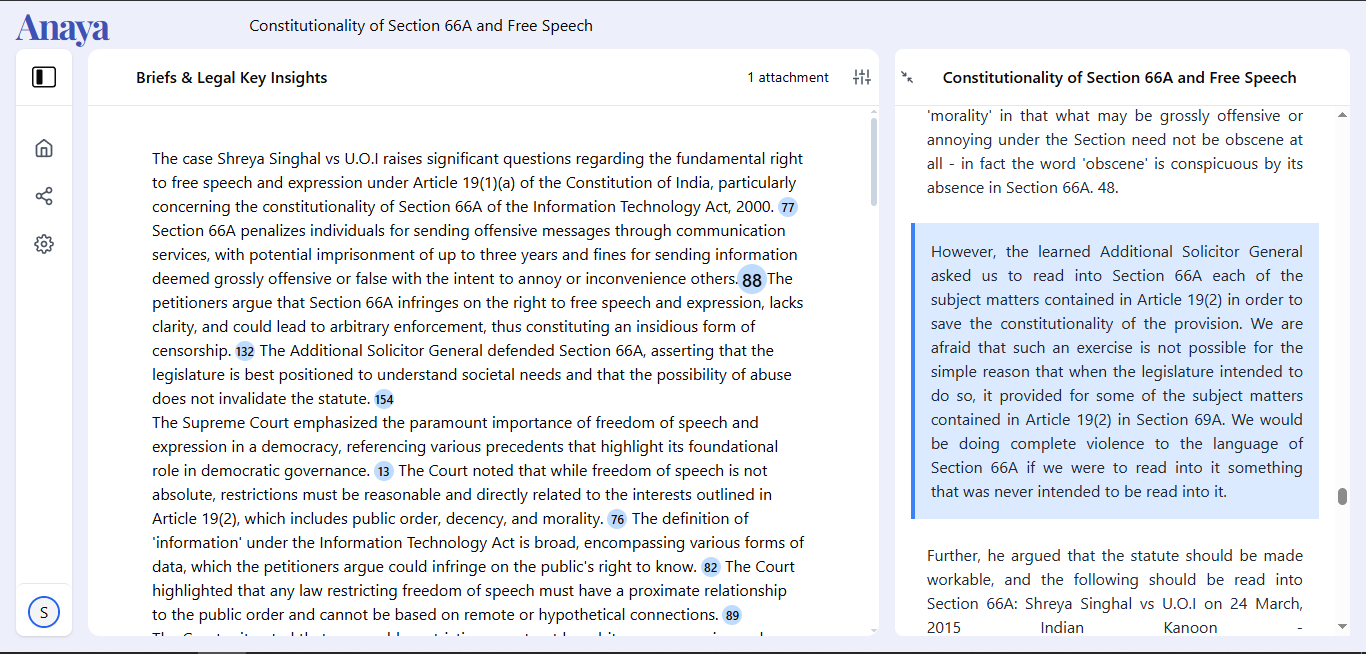 Anaya
Constitutionality of Section 66A and Free Speech
Briefs & Legal Key Insights
1 attachment
The case Shreya Singhal vs U.O.I raises significant questions regarding the fundamental right
to free speech and expression under Article 19(1)(a) of the Constitution of India, particularly
concerning the constitutionality of Section 66A of the Information Technology Act, 2000. 77
Section 66A penalizes individuals for sending offensive messages through communication
services, with potential imprisonment of up to three years and fines for sending information
deemed grossly offensive or false with the intent to annoy or inconvenience others. 88 The
petitioners argue that Section 66A infringes on the right to free speech and expression, lacks
clarity, and could lead to arbitrary enforcement, thus constituting an insidious form of
censorship. 132 The Additional Solicitor General defended Section 66A, asserting that the
legislature is best positioned to understand societal needs and that the possibility of abuse
does not invalidate the statute. 154
The Supreme Court emphasized the paramount importance of freedom of speech and
expression in a democracy, referencing various precedents that highlight its foundational
role in democratic governance. 13 The Court noted that while freedom of speech is not
absolute, restrictions must be reasonable and directly related to the interests outlined in
Article 19(2), which includes public order, decency, and morality. 76 The definition of
'information' under the Information Technology Act is broad, encompassing various forms of
data, which the petitioners argue could infringe on the public's right to know. 82 The Court
highlighted that any law restricting freedom of speech must have a proximate relationship
to the public order and cannot be based on remote or hypothetical connections. 89
S
Constitutionality of Section 66A and Free Speech
'morality' in that what may be grossly offensive or
annoying under the Section need not be obscene at
all - in fact the word 'obscene' is conspicuous by its
absence in Section 66A. 48.
However, the learned Additional Solicitor General
asked us to read into Section 66A each of the
subject matters contained in Article 19(2) in order to
save the constitutionality of the provision. We are
afraid that such an exercise is not possible for the
simple reason that when the legislature intended to
do so, it provided for some of the subject matters
contained in Article 19(2) in Section 69A. We would
be doing complete violence to the language of
Section 66A if we were to read into it something
that was never intended to be read into it.
Further, he argued that the statute should be made
workable, and the following should be read into
Section 66A: Shreya Singhal vs U.O.I on 24 March,
2015 Indian Kanoon -